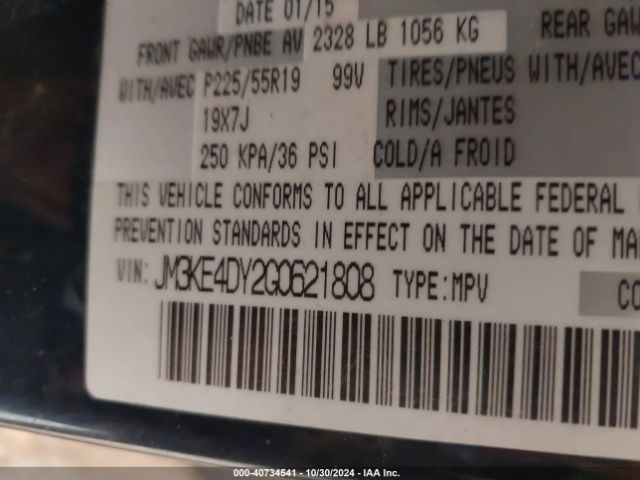 DATE 01/15
FRONT GAWR/PNBE AV 2328 LB 1056 KG REAR GAW
WITH/AVEC P225/55R19 99V TIRES/PNEUS WITH/AVEC
19X7J RIMS/JANTES
250 KPA/36 PSI COLD/A FROID
THIS VEHICLE CONFORMS TO ALL APPLICABLE FEDERAL
PREVENTION STANDARDS IN EFFECT ON THE DATE OF MA
VIN: JM3KE4DY2G0621808 TYPE:MPV CO
000-40734541 - 10/30/2024 - IAA Inc.